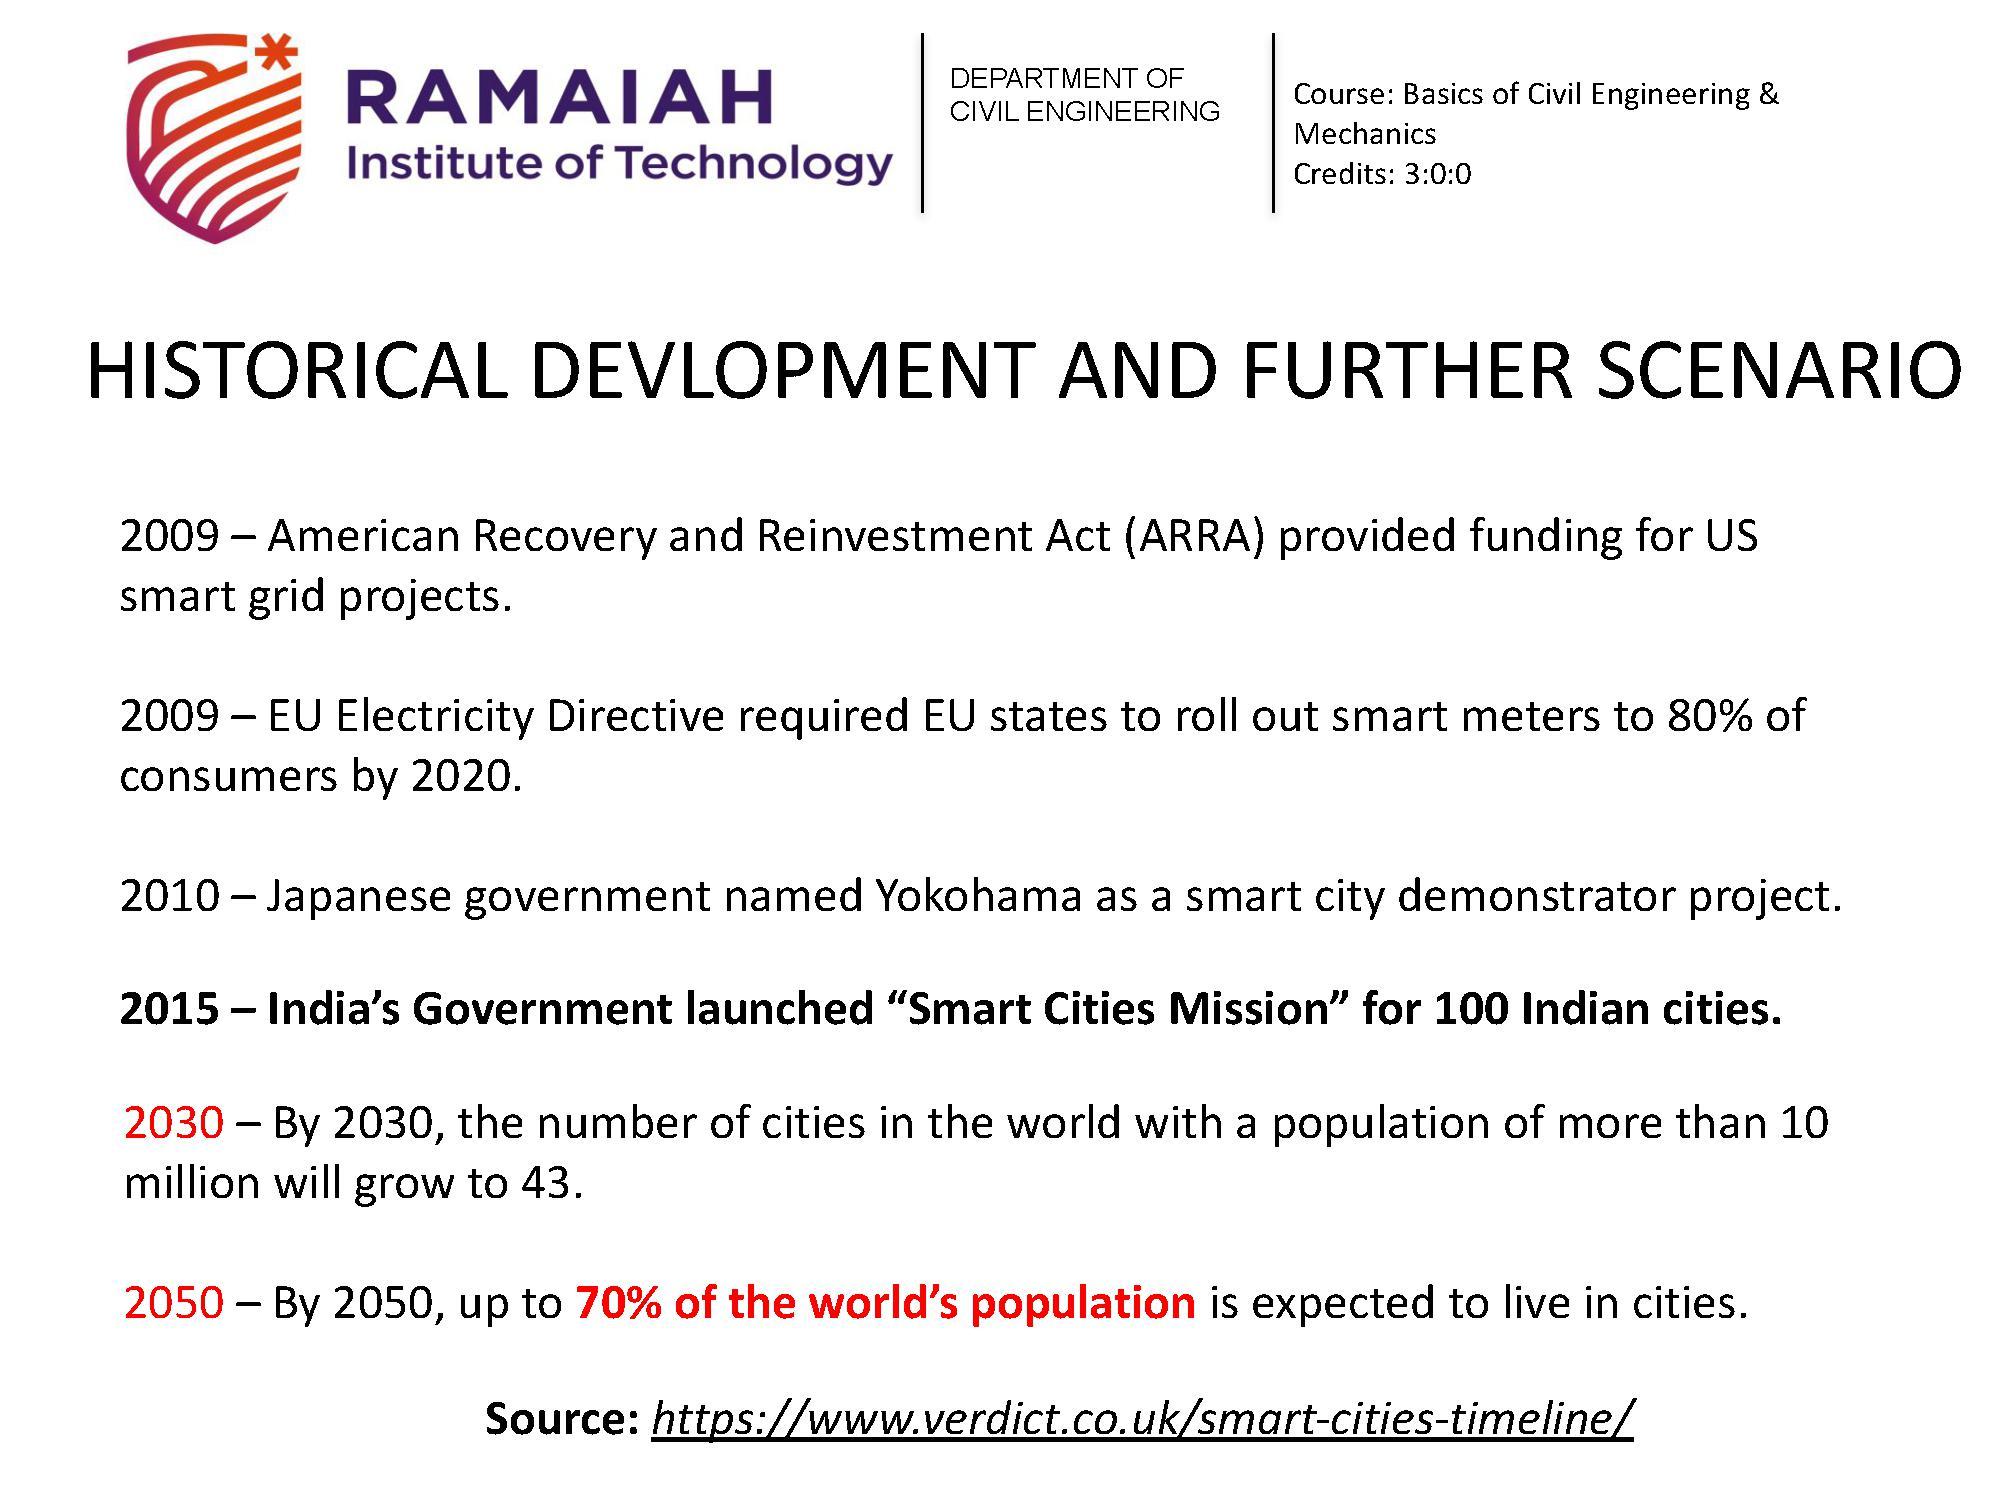 RAMAIAH
Institute of Technology
DEPARTMENT OF
CIVIL ENGINEERING
Course: Basics of Civil Engineering &
Mechanics
Credits: 3:0:0
HISTORICAL DEVLOPMENT AND FURTHER SCENARIO
2009 – American Recovery and Reinvestment Act (ARRA) provided funding for US
smart grid projects.
2009 – EU Electricity Directive required EU states to roll out smart meters to 80% of
consumers by 2020.
2010 – Japanese government named Yokohama as a smart city demonstrator project.
2015 – India’s Government launched “Smart Cities Mission” for 100 Indian cities.
2030 – By 2030, the number of cities in the world with a population of more than 10
million will grow to 43.
2050 – By 2050, up to 70% of the world’s population is expected to live in cities.
Source: https://www.verdict.co.uk/smart-cities-timeline/